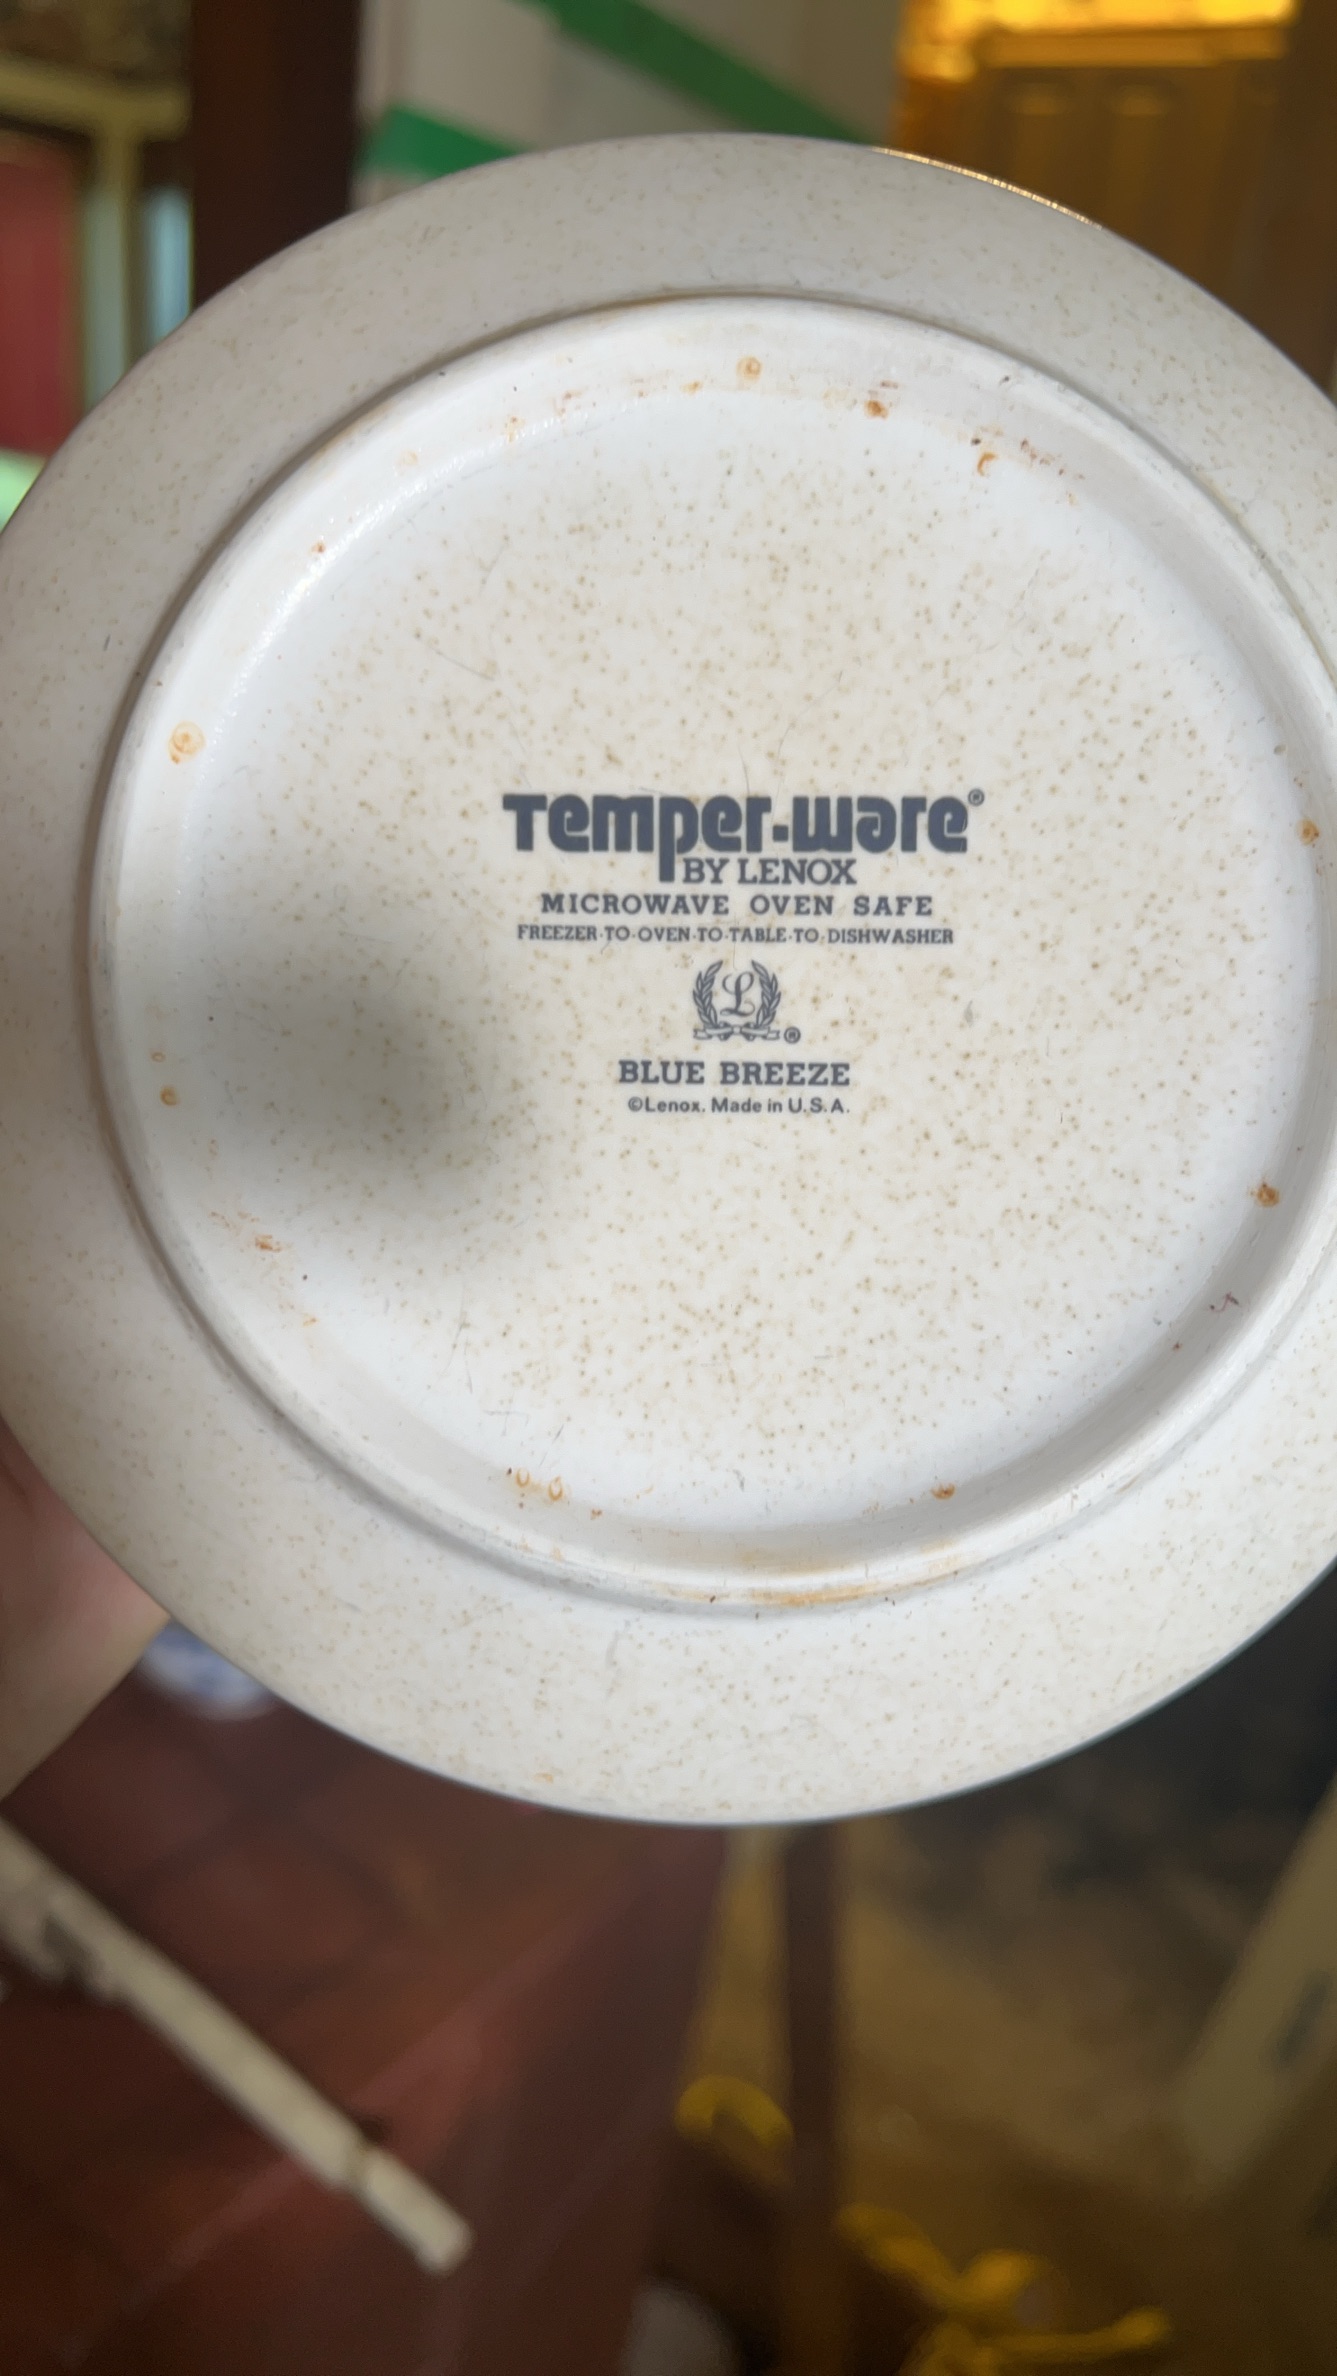 Temper-ware®
BY LENOX
MICROWAVE OVEN SAFE
FREEZER·TO·OVEN·TO·TABLE·TO·DISHWASHER
L
®
BLUE BREEZE
©Lenox. Made in U.S.A.